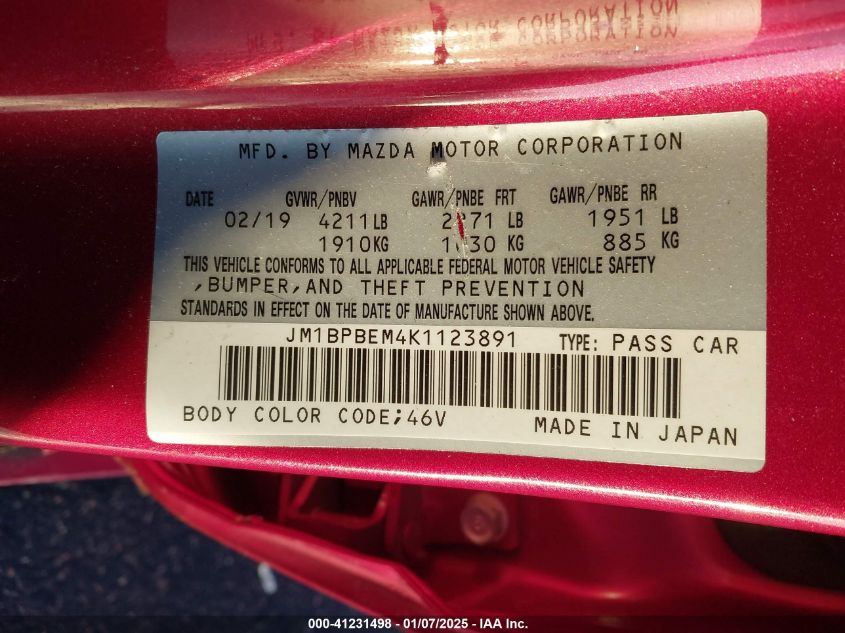 MFD. BY MAZDA MOTOR CORPORATION
DATE GVWR/PNBV GAWR/PNBE FRT GAWR/PNBE RR
02/19 4211LB LB 1951 LB
1910KG KG 885 KG
THIS VEHICLE CONFORMS TO ALL APPLICABLE FEDERAL MOTOR VEHICLE SAFETY
,BUMPER,AND THEFT PREVENTION
STANDARDS IN EFFECT ON THE DATE OF MANUFACTURE SHOWN ABOVE.
JM1BPBEM4K1123891 TYPE: PASS CAR
BODY COLOR CODE;46V MADE IN JAPAN
000-41231498 - 01/07/2025 - IAA Inc.